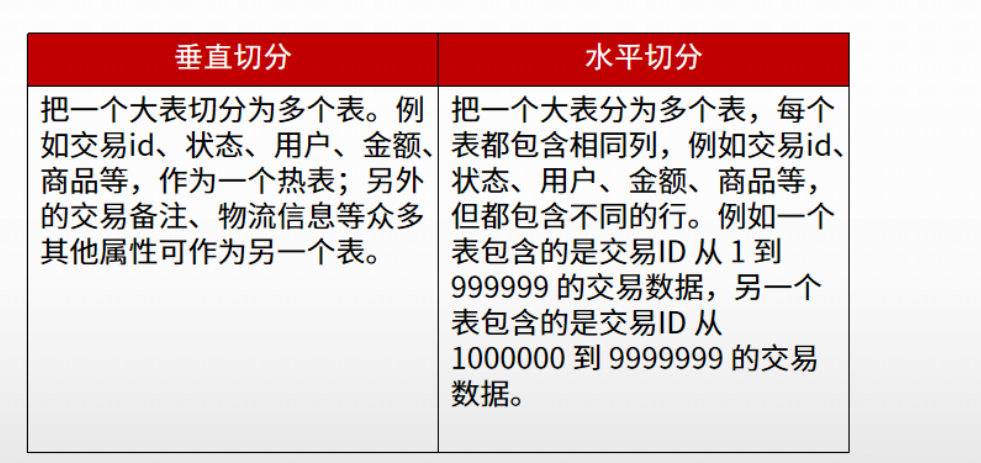 垂直切分
水平切分
把一个大表切分为多个表。例
如交易id、状态、用户、金额、
商品等，作为一个热表；另外
的交易备注、物流信息等众多
其他属性可作为另一个表。
把一个大表分为多个表，每个
表都包含相同列，例如交易id、
状态、用户、金额、商品等，
但都包含不同的行。例如一个
表包含的是交易ID 从 1 到
999999 的交易数据，另一个
表包含的是交易ID 从
1000000 到 9999999 的交易
数据。